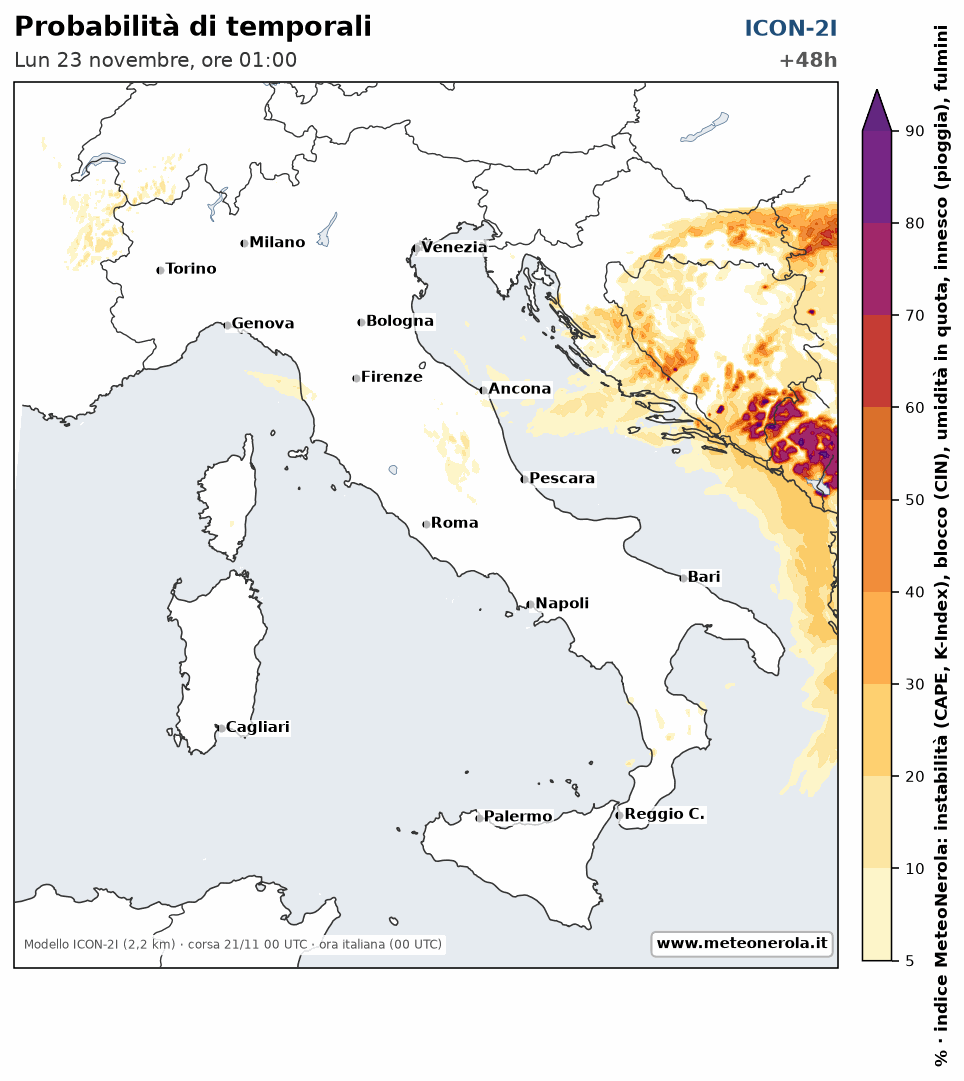 Probabilità di temporali
ICON-2I
Lun 23 novembre, ore 01:00
+48h
Milano
Venezia
Torino
Bologna
Genova
Firenze
Ancona
Pescara
Roma
Bari
Napoli
Cagliari
Reggio C.
Palermo
Modello ICON-2I (2,2 km) · corsa 21/11 00 UTC · ora italiana (00 UTC)
www.meteonerola.it
90
80
70
60
50
40
30
20
10
5
% · indice MeteoNerola: instabilità (CAPE, K-Index), blocco (CIN), umidità in quota, innesco (pioggia), fulmini